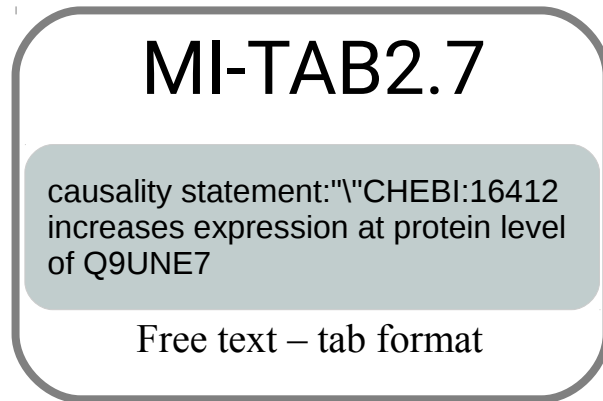 MI-TAB2.7
causality statement:"\"CHEBI:16412
increases expression at protein level
of Q9UNE7
Free text – tab format